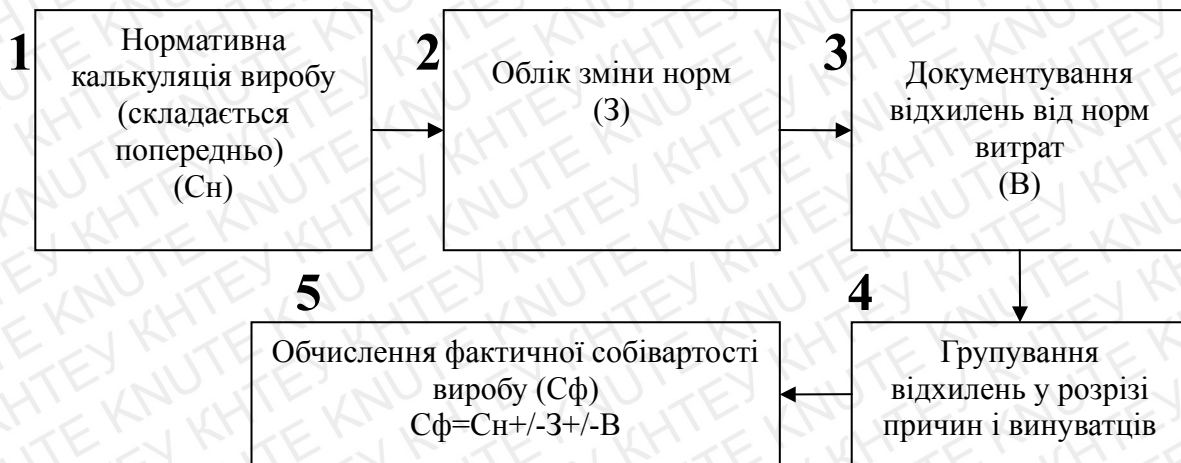 1
Нормативна
калькуляція виробу
(складається
попередньо)
(Сн)
2
Облік зміни норм
(З)
3
Документування
відхилень від норм
витрат
(В)
4
Групування
відхилень у розрізі
причин і винуватців
5
Обчислення фактичної собівартості
виробу (Сф)
Сф=Сн+/-З+/-В